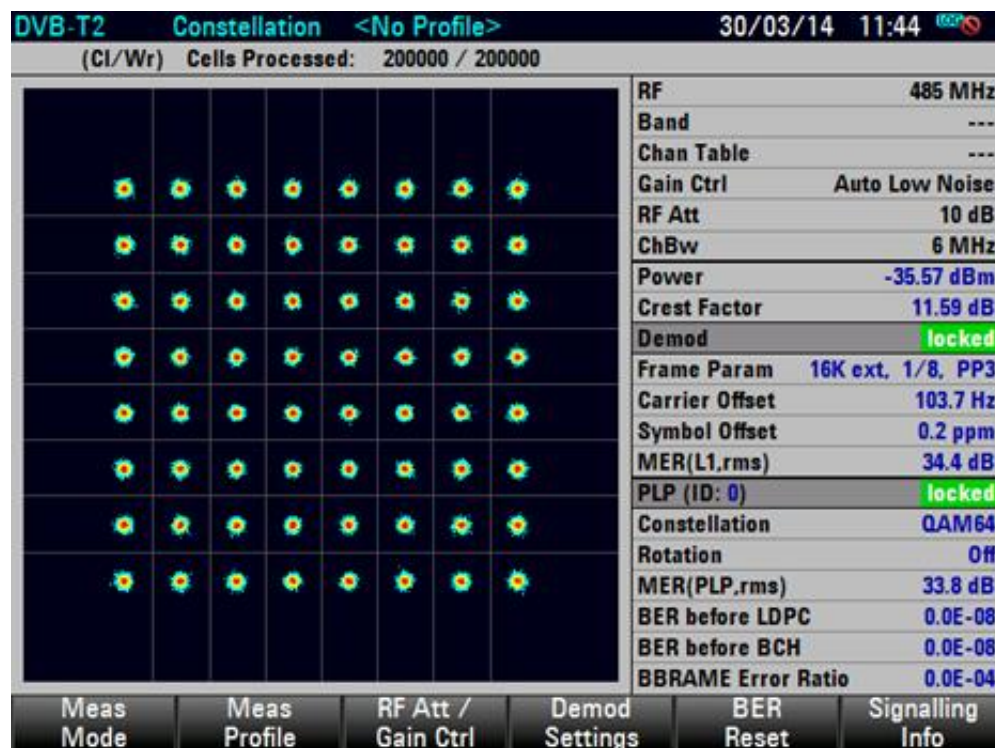 DVB-T2 Constellation <No Profile> 30/03/14 11:44 LOG
(CI/Wr) Cells Processed: 200000 / 200000
RF 485 MHz
Band ---
Chan Table ---
Gain Ctrl Auto Low Noise
RF Att 10 dB
ChBw 6 MHz
Power -35.57 dBm
Crest Factor 11.59 dB
Demod locked
Frame Param 16K ext, 1/8, PP3
Carrier Offset 103.7 Hz
Symbol Offset 0.2 ppm
MER(L1,rms) 34.4 dB
PLP (ID: 0) locked
Constellation QAM64
Rotation Off
MER(PLP,rms) 33.8 dB
BER before LDPC 0.0E-08
BER before BCH 0.0E-08
BBRAME Error Ratio 0.0E-04
Meas Mode
Meas Profile
RF Att / Gain Ctrl
Demod Settings
BER Reset
Signalling Info